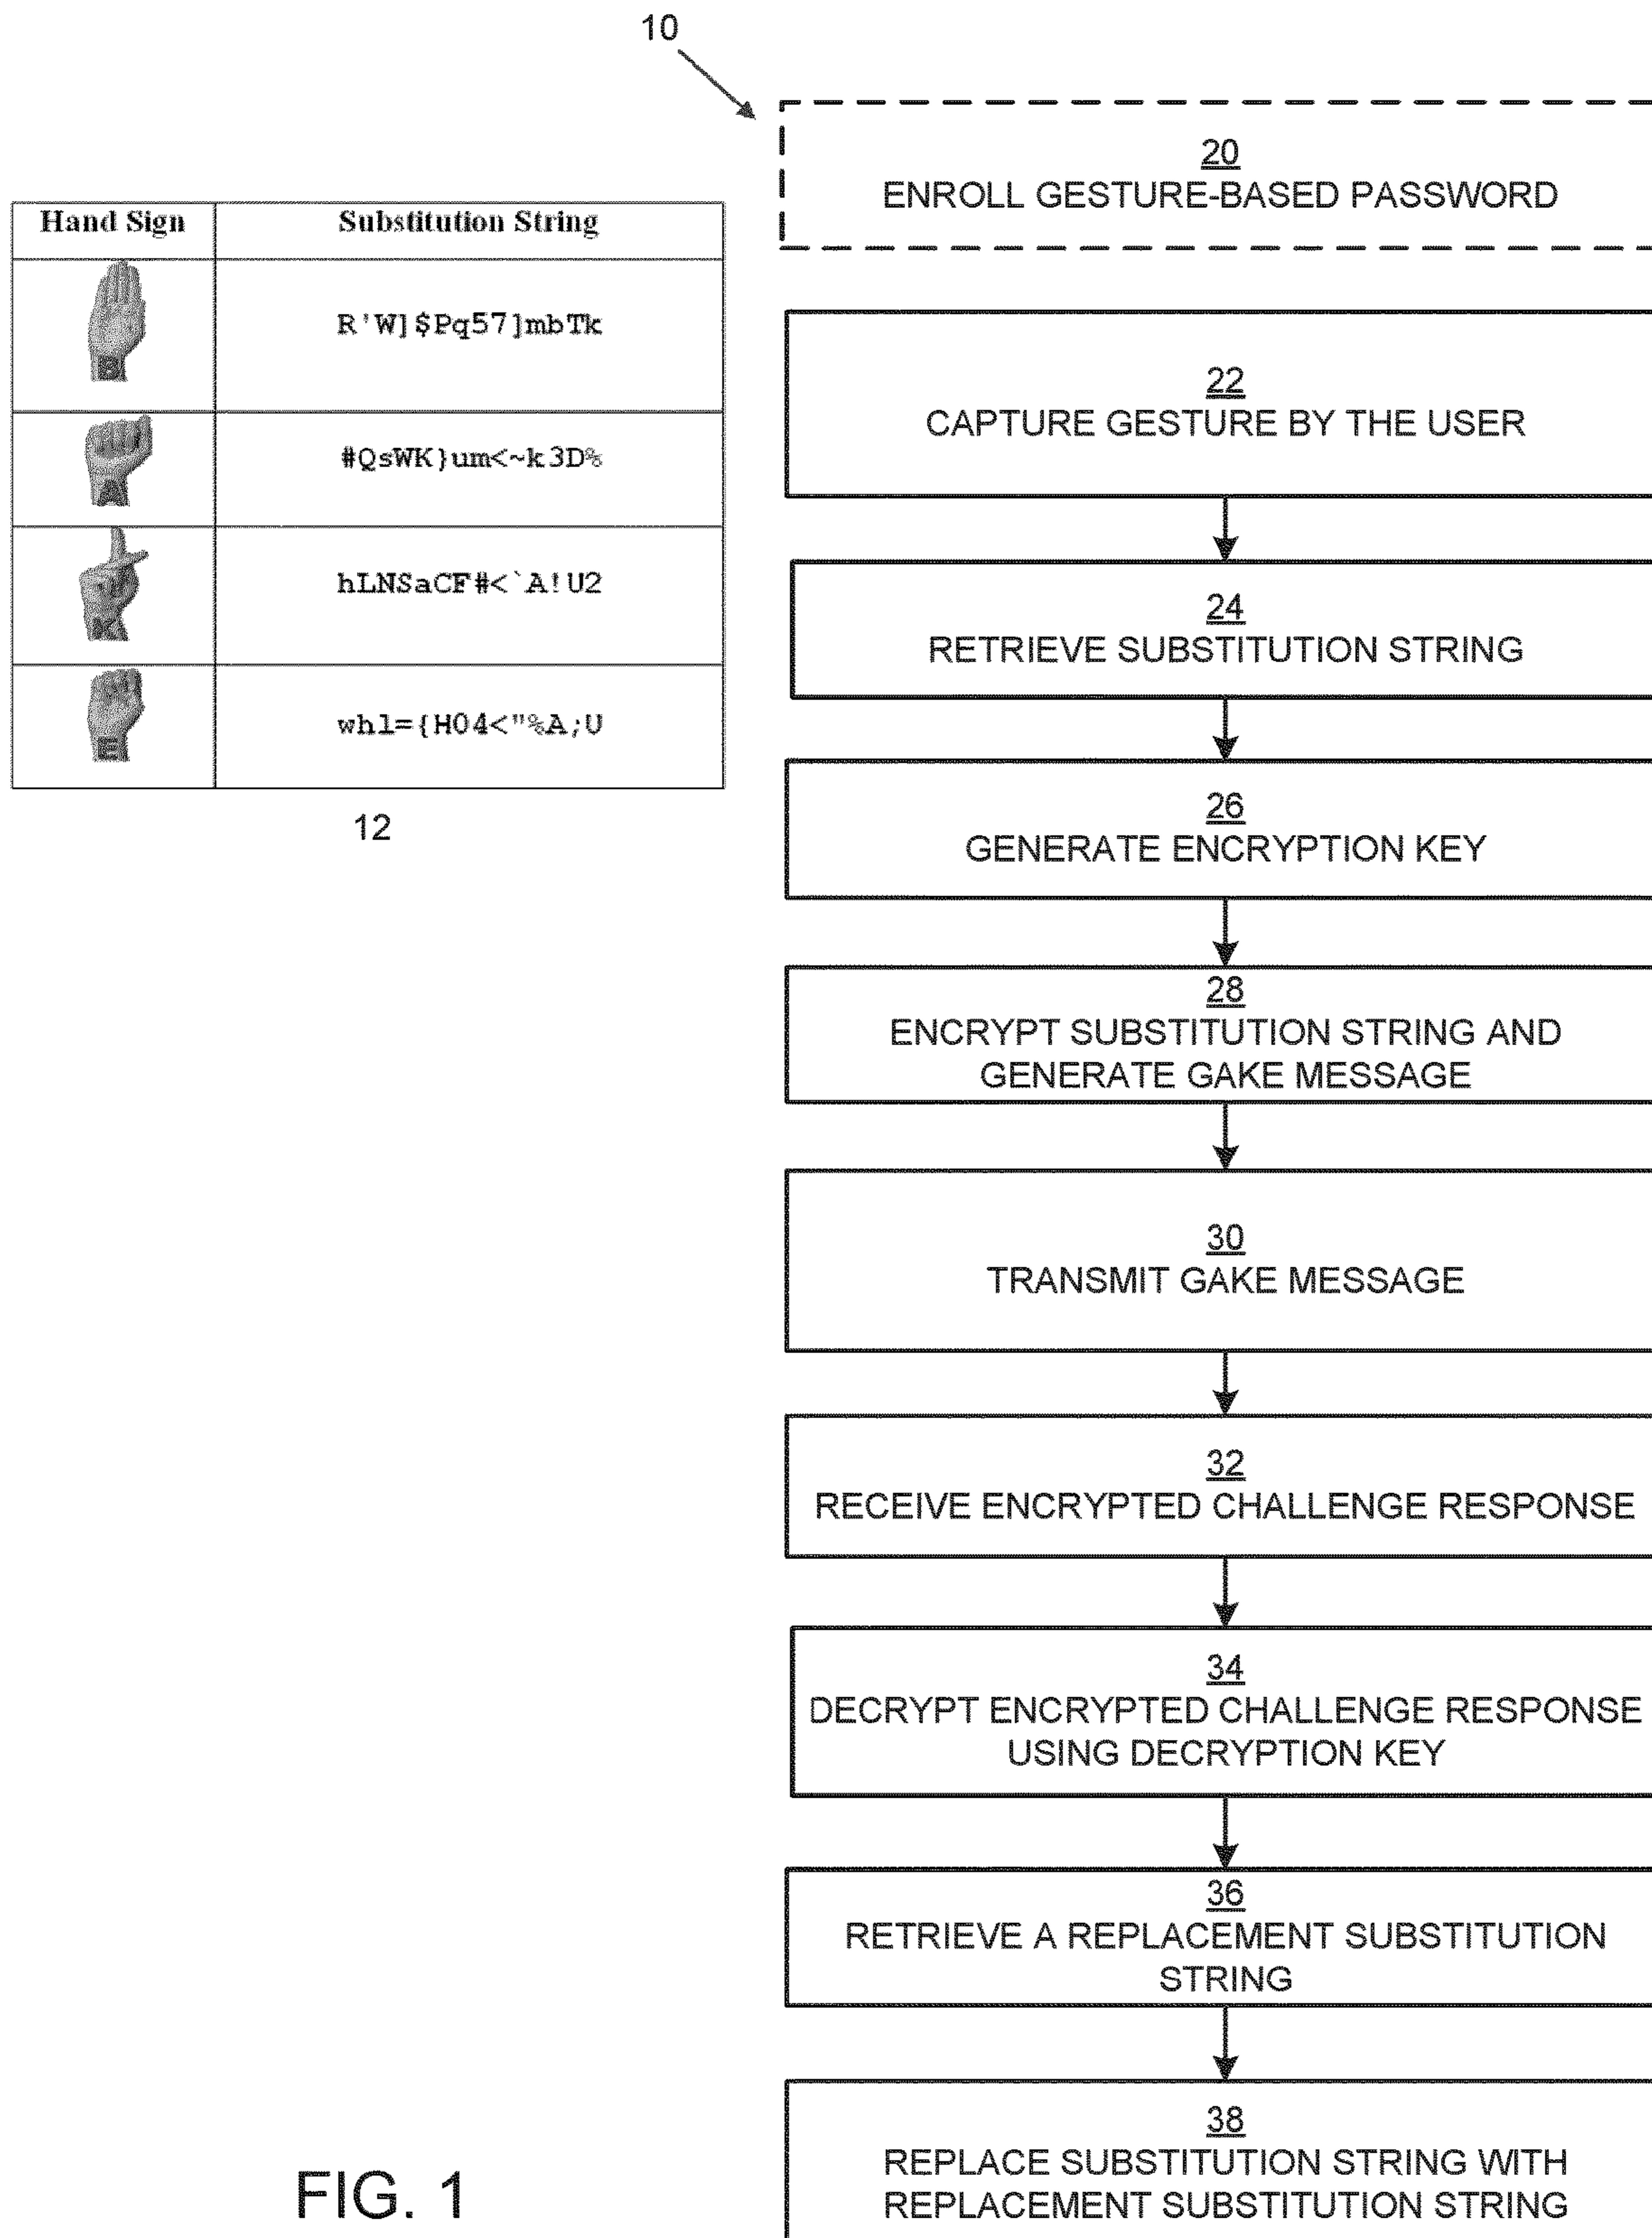 10
Hand Sign Substitution String
B R'W]$Pq57]mbTk
A #QsWK}um<~k3D%
K hLNSaCF#<`A!U2
E whl={H04<"%A;U
12
20
ENROLL GESTURE-BASED PASSWORD
22
CAPTURE GESTURE BY THE USER
24
RETRIEVE SUBSTITUTION STRING
26
GENERATE ENCRYPTION KEY
28
ENCRYPT SUBSTITUTION STRING AND
GENERATE GAKE MESSAGE
30
TRANSMIT GAKE MESSAGE
32
RECEIVE ENCRYPTED CHALLENGE RESPONSE
34
DECRYPT ENCRYPTED CHALLENGE RESPONSE
USING DECRYPTION KEY
36
RETRIEVE A REPLACEMENT SUBSTITUTION
STRING
38
REPLACE SUBSTITUTION STRING WITH
REPLACEMENT SUBSTITUTION STRING
FIG. 1